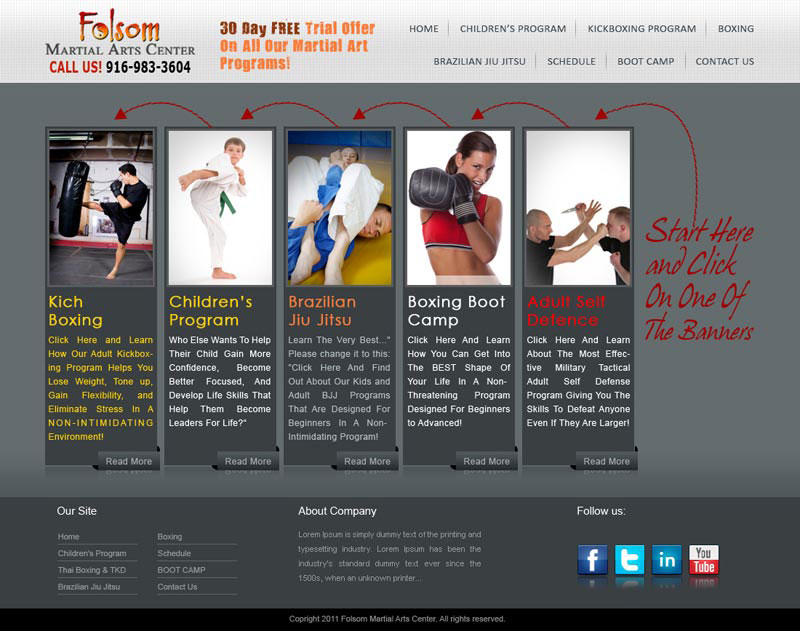 Folsom
MARTIAL ARTS CENTER
CALL US! 916-983-3604
30 Day FREE Trial Offer
On All Our Martial Art
Programs!
HOME
CHILDREN'S PROGRAM
KICKBOXING PROGRAM
BOXING
BRAZILIAN JIU JITSU
SCHEDULE
BOOT CAMP
CONTACT US
Start Here
and Click
On One Of
The Banners
Kich
Boxing
Click Here and Learn
How Our Adult Kickbox-
ing Program Helps You
Lose Weight, Tone up,
Gain Flexibility, and
Eliminate Stress In A
NON-INTIMIDATING
Environment!
Read More
Children's
Program
Who Else Wants To Help
Their Child Gain More
Confidence, Become
Better Focused, And
Develop Life Skills That
Help Them Become
Leaders For Life?"
Read More
Brazilian
Jiu Jitsu
Learn The Very Best..."
Please change it to this:
"Click Here And Find
Out About Our Kids and
Adult BJJ Programs
That Are Designed For
Beginners In A Non-
Intimidating Program!
Read More
Boxing Boot
Camp
Click Here And Learn
How You Can Get Into
The BEST Shape Of
Your Life In A Non-
Threatening Program
Designed For Beginners
to Advanced!
Read More
Adult Self
Defence
Click Here And Learn
About The Most Effec-
tive Military Tactical
Adult Self Defense
Program Giving You The
Skills To Defeat Anyone
Even If They Are Larger!
Read More
Our Site
Home
Children's Program
Thai Boxing & TKD
Brazilian Jiu Jitsu
Boxing
Schedule
BOOT CAMP
Contact Us
About Company
Lorem Ipsum is simply dummy text of the printing and
typesetting industry. Lorem Ipsum has been the
industry's standard dummy text ever since the
1500s, when an unknown printer...
Follow us:
f
t
in
You
Tube
Copright 2011 Folsom Martial Arts Center. All rights reserved.